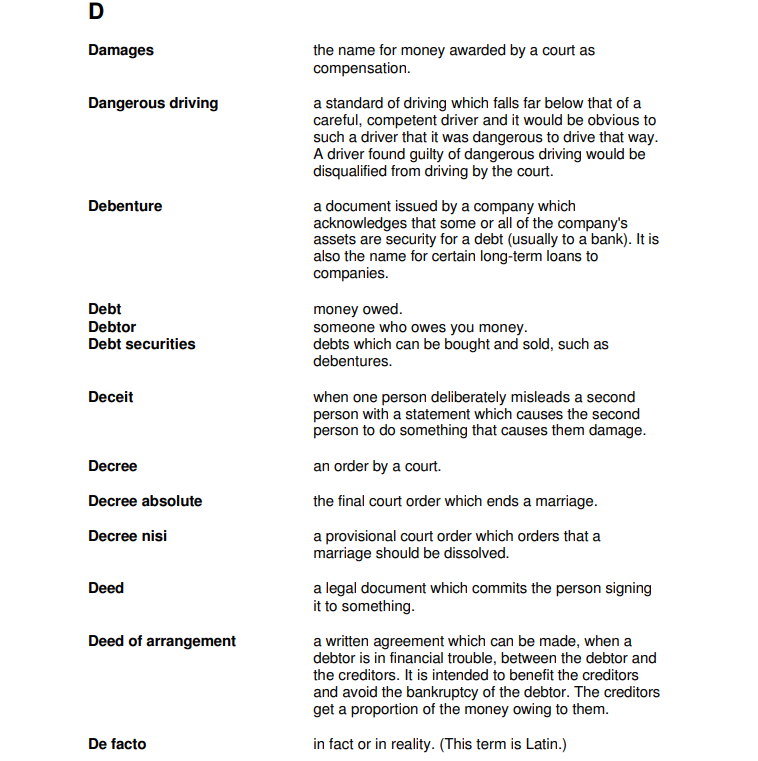 D
Damages the name for money awarded by a court as
compensation.
Dangerous driving a standard of driving which falls far below that of a
careful, competent driver and it would be obvious to
such a driver that it was dangerous to drive that way.
A driver found guilty of dangerous driving would be
disqualified from driving by the court.
Debenture a document issued by a company which
acknowledges that some or all of the company's
assets are security for a debt (usually to a bank). It is
also the name for certain long-term loans to
companies.
Debt money owed.
Debtor someone who owes you money.
Debt securities debts which can be bought and sold, such as
debentures.
Deceit when one person deliberately misleads a second
person with a statement which causes the second
person to do something that causes them damage.
Decree an order by a court.
Decree absolute the final court order which ends a marriage.
Decree nisi a provisional court order which orders that a
marriage should be dissolved.
Deed a legal document which commits the person signing
it to something.
Deed of arrangement a written agreement which can be made, when a
debtor is in financial trouble, between the debtor and
the creditors. It is intended to benefit the creditors
and avoid the bankruptcy of the debtor. The creditors
get a proportion of the money owing to them.
De facto in fact or in reality. (This term is Latin.)